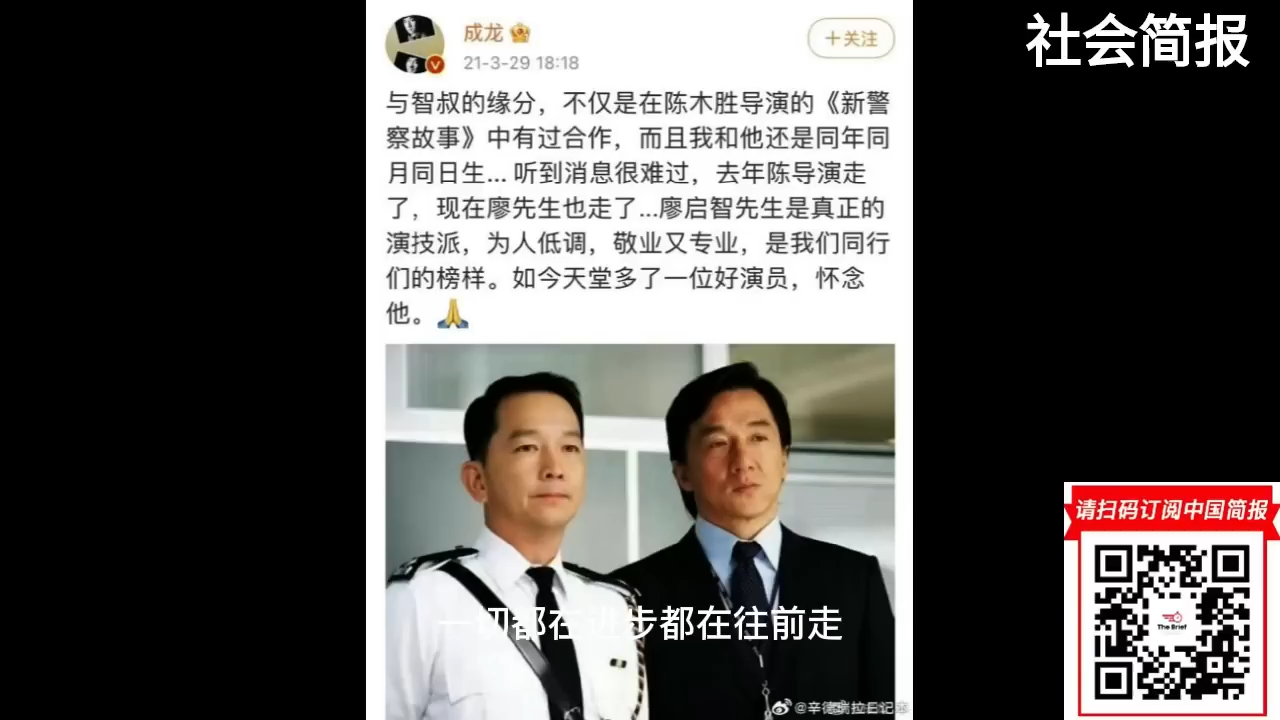 成龙
21-3-29 18:18
+关注
社会简报
与智叔的缘分，不仅是在陈木胜导演的《新警
察故事》中有过合作，而且我和他还是同年同
月同日生... 听到消息很难过，去年陈导演走
了，现在廖先生也走了...廖启智先生是真正的
演技派，为人低调，敬业又专业，是我们同行
们的榜样。如今天堂多了一位好演员，怀念
他。🙏
一切都在进步都在往前走
请扫码订阅中国简报
The Brief
@辛德瑞拉日记本